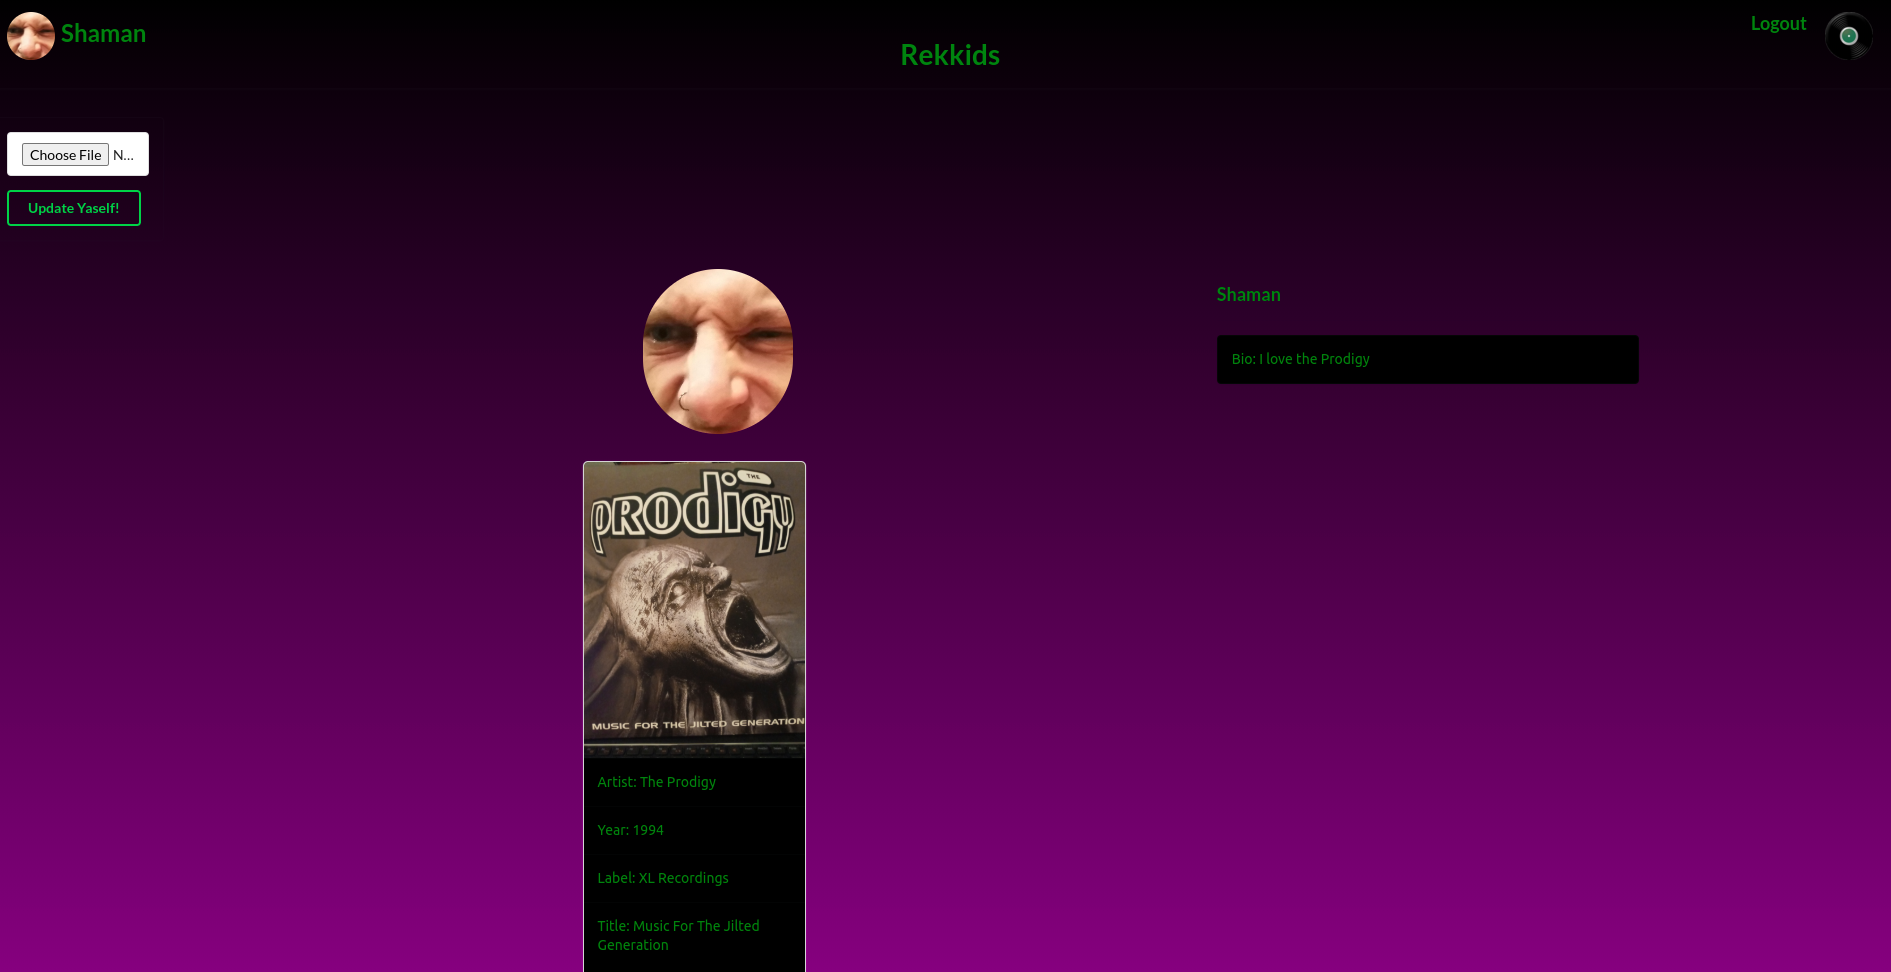 Shaman
Logout
Rekkids
Choose File N...
Update Yaself!
Shaman
Bio: I love the Prodigy
THE
prodigy
MUSIC FOR THE JILTED GENERATION
Artist: The Prodigy
Year: 1994
Label: XL Recordings
Title: Music For The Jilted
Generation